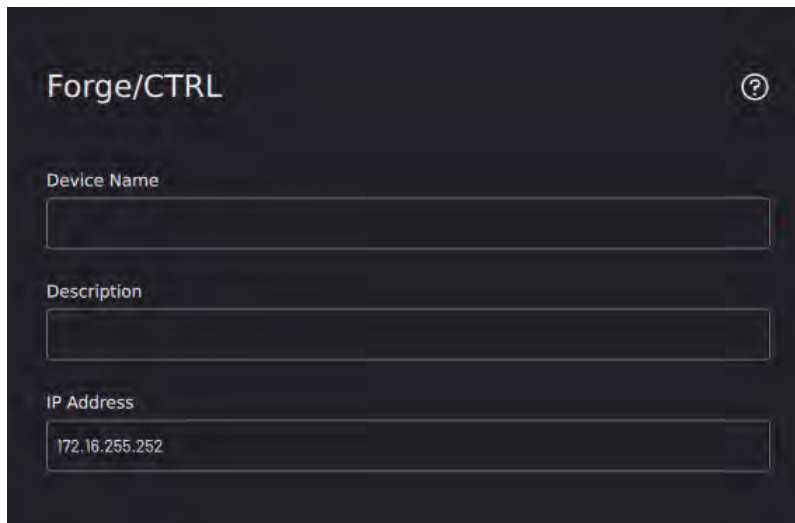 Forge/CTRL
Device Name
Description
IP Address
172.16.255.252